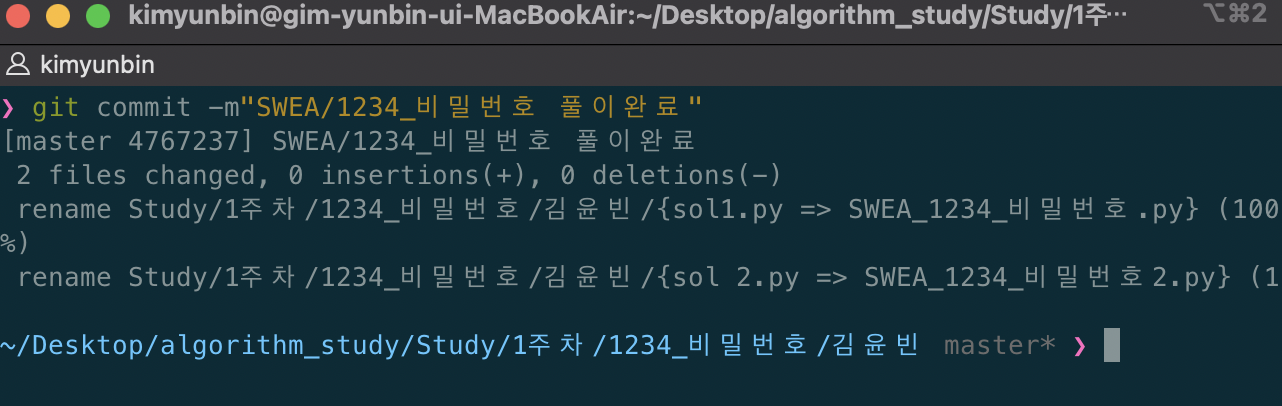 kimyunbin@gim-yunbin-ui-MacBookAir:~/Desktop/algorithm_study/Study/1주… ⌥⌘2
kimyunbin
❯ git commit -m"SWEA/1234_비밀번호 풀이완료"
[master 4767237] SWEA/1234_비밀번호 풀이완료
2 files changed, 0 insertions(+), 0 deletions(-)
rename Study/1주차/1234_비밀번호/김윤빈/{sol1.py => SWEA_1234_비밀번호.py} (100
%)
rename Study/1주차/1234_비밀번호/김윤빈/{sol 2.py => SWEA_1234_비밀번호2.py} (1
~/Desktop/algorithm_study/Study/1주차/1234_비밀번호/김윤빈 master* ❯